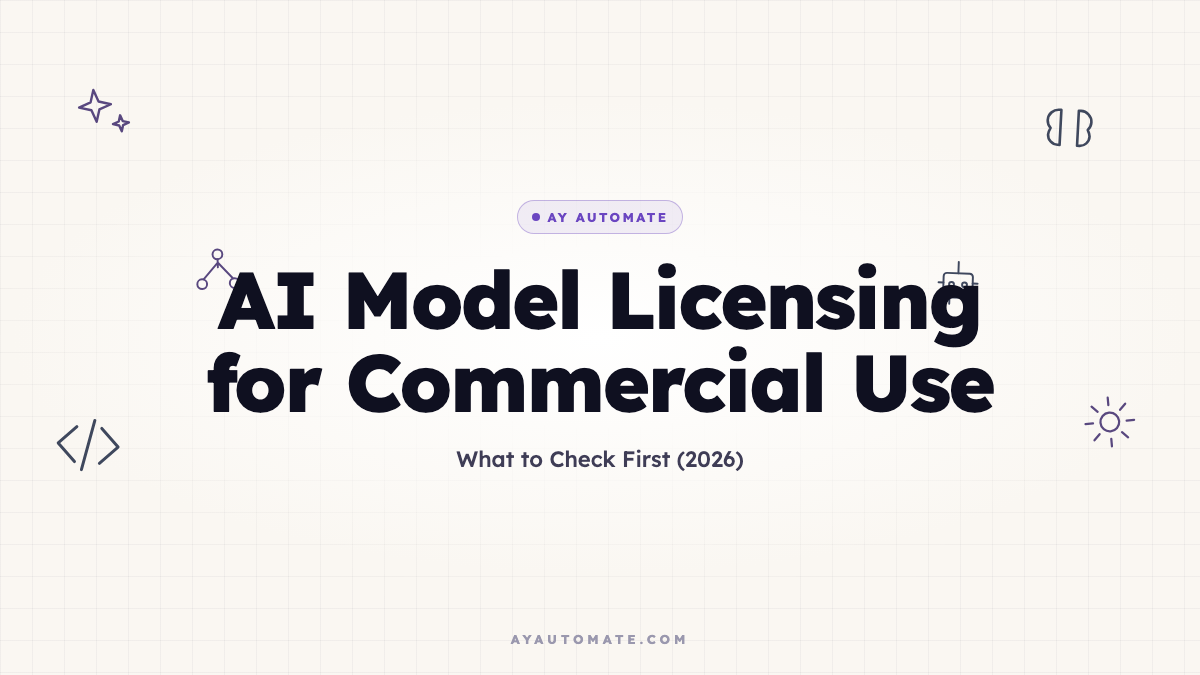 AY AUTOMATE
AI Model Licensing
for Commercial Use
What to Check First (2026)
AYAUTOMATE.COM